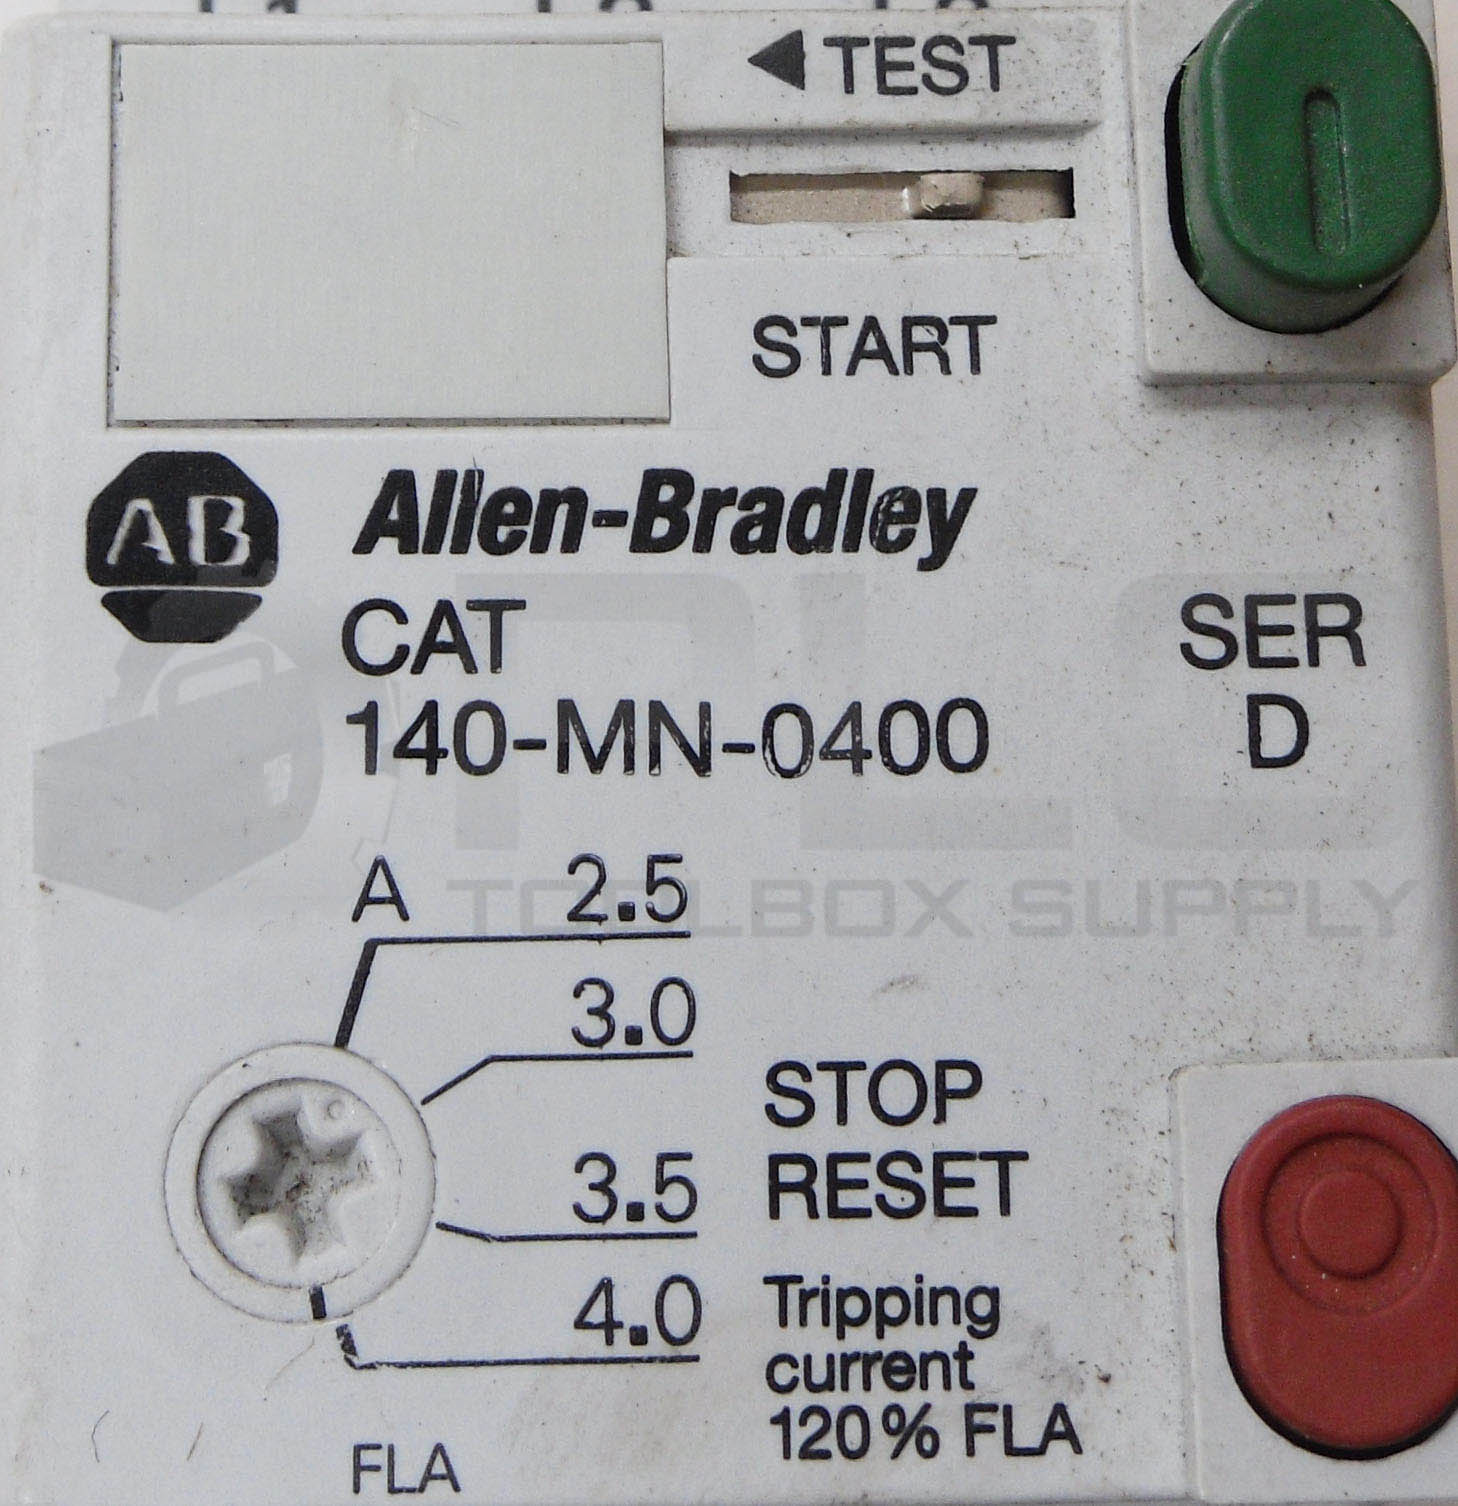 TEST
START
AB Allen-Bradley
CAT SER
140-MN-0400 D
A 2.5
TOOLBOX SUPPLY
3.0
STOP
3.5 RESET
4.0 Tripping
current
120% FLA
FLA